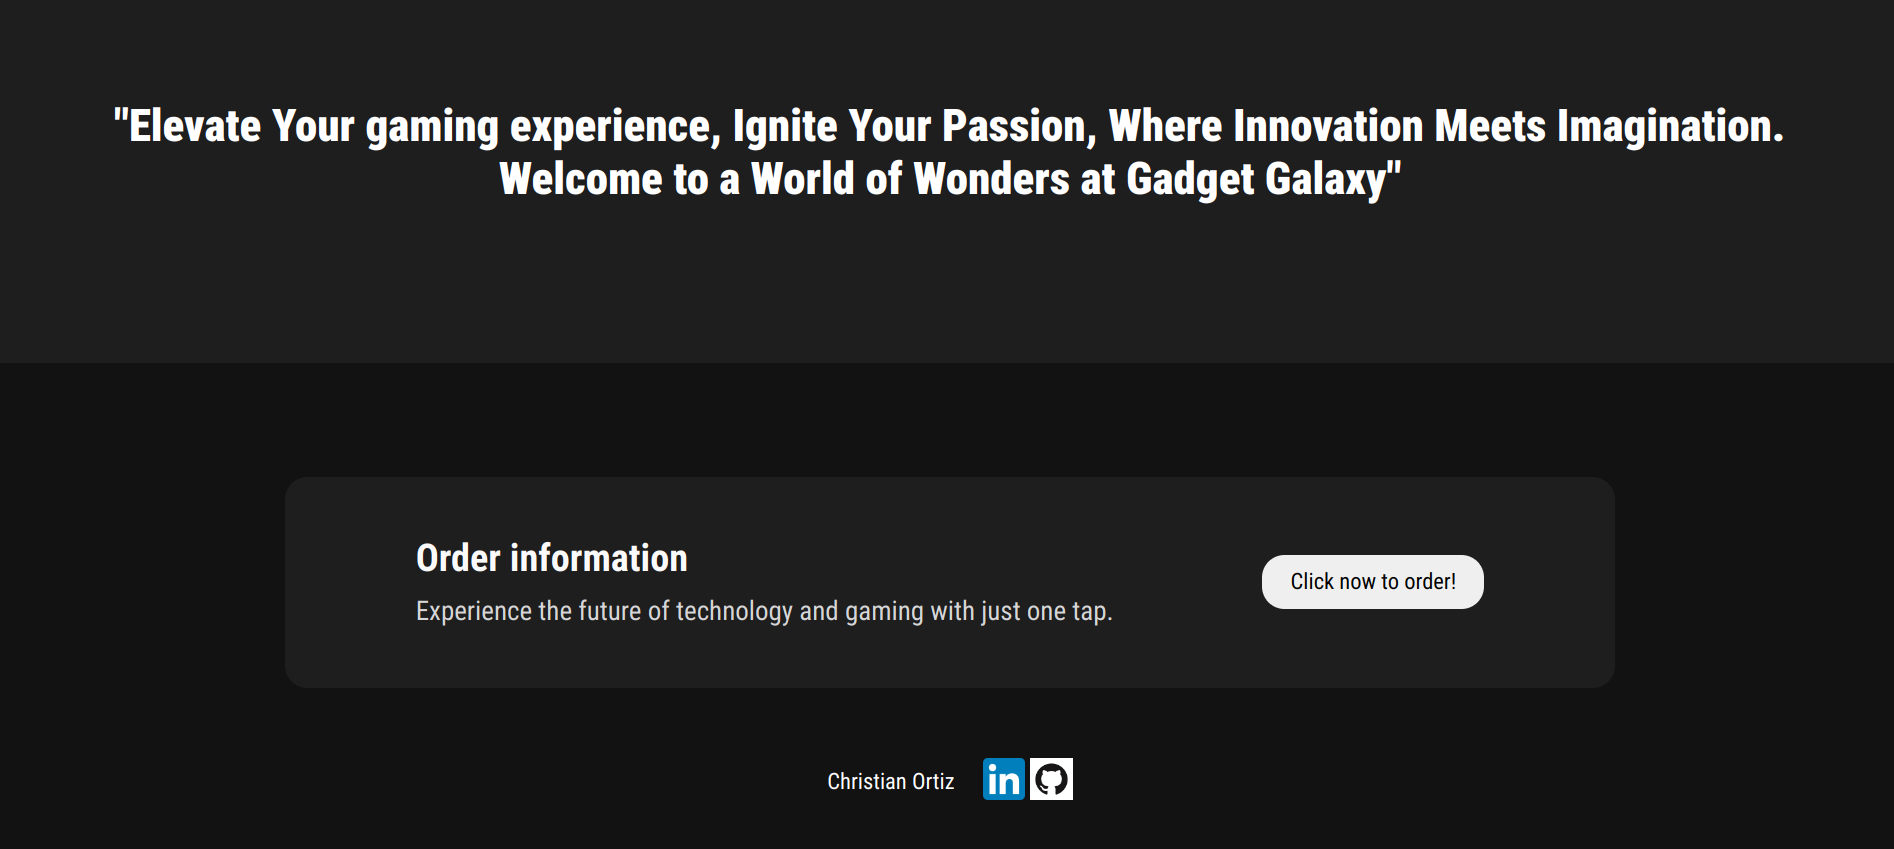 "Elevate Your gaming experience, Ignite Your Passion, Where Innovation Meets Imagination.
Welcome to a World of Wonders at Gadget Galaxy"
Order information
Experience the future of technology and gaming with just one tap.
Click now to order!
Christian Ortiz
in